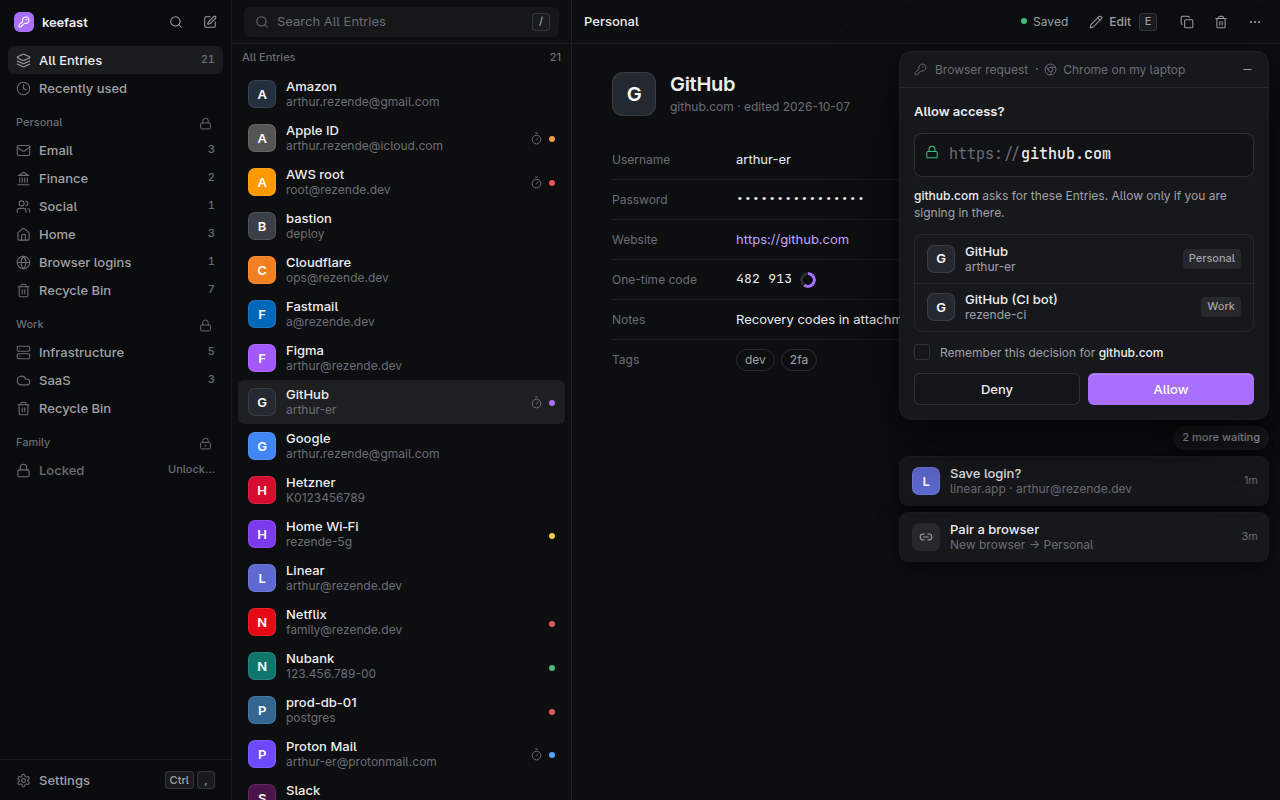 keefast
All Entries 21
Recently used
Personal
Email 3
Finance 2
Social 1
Home 3
Browser logins 1
Recycle Bin 7
Work
Infrastructure 5
SaaS 3
Recycle Bin
Family
Locked Unlock...
Settings Ctrl ,
Search All Entries /
All Entries 21
A Amazon
arthur.rezende@gmail.com
A Apple ID
arthur.rezende@icloud.com
A AWS root
root@rezende.dev
B bastion
deploy
C Cloudflare
ops@rezende.dev
F Fastmail
a@rezende.dev
F Figma
arthur@rezende.dev
G GitHub
arthur-er
G Google
arthur.rezende@gmail.com
H Hetzner
K0123456789
H Home Wi-Fi
rezende-5g
L Linear
arthur@rezende.dev
N Netflix
family@rezende.dev
N Nubank
123.456.789-00
P prod-db-01
postgres
P Proton Mail
arthur-er@protonmail.com
S Slack
Personal Saved Edit E
G GitHub
github.com · edited 2026-10-07
Username arthur-er
Password ••••••••••••••••
Website https://github.com
One-time code 482 913
Notes Recovery codes in attachm
Tags dev 2fa
Browser request · Chrome on my laptop
Allow access?
https://github.com
github.com asks for these Entries. Allow only if you are
signing in there.
G GitHub
arthur-er Personal
G GitHub (CI bot)
rezende-ci Work
Remember this decision for github.com
Deny Allow
2 more waiting
L Save login? 1m
linear.app · arthur@rezende.dev
Pair a browser 3m
New browser → Personal